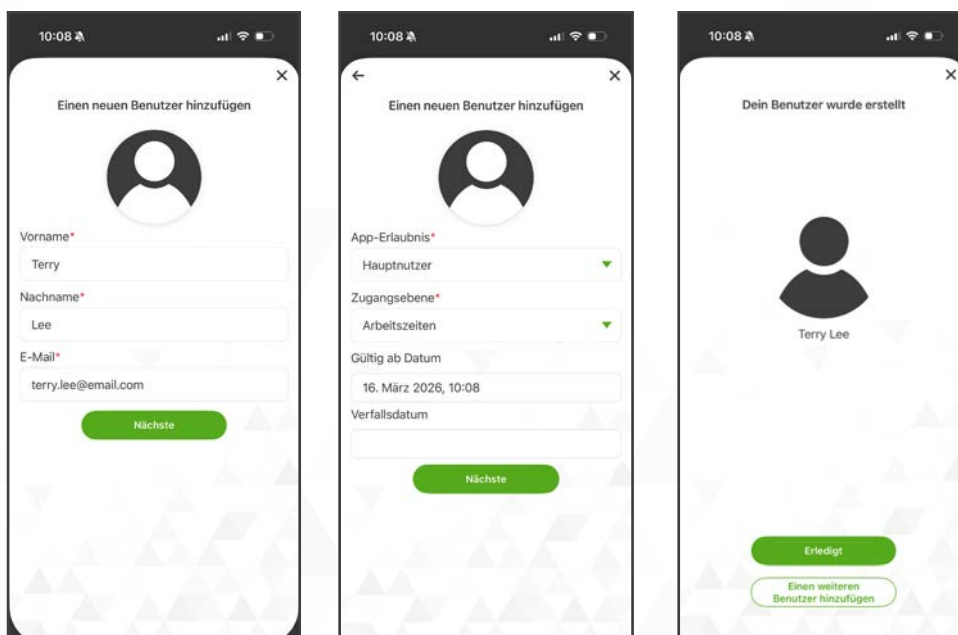 10:08
Einen neuen Benutzer hinzufügen
Vorname*
Terry
Nachname*
Lee
E-Mail*
terry.lee@email.com
Nächste
10:08
Einen neuen Benutzer hinzufügen
App-Erlaubnis*
Hauptnutzer
Zugangsebene*
Arbeitszeiten
Gültig ab Datum
16. März 2026, 10:08
Verfallsdatum
Nächste
10:08
Dein Benutzer wurde erstellt
Terry Lee
Erledigt
Einen weiteren
Benutzer hinzufügen